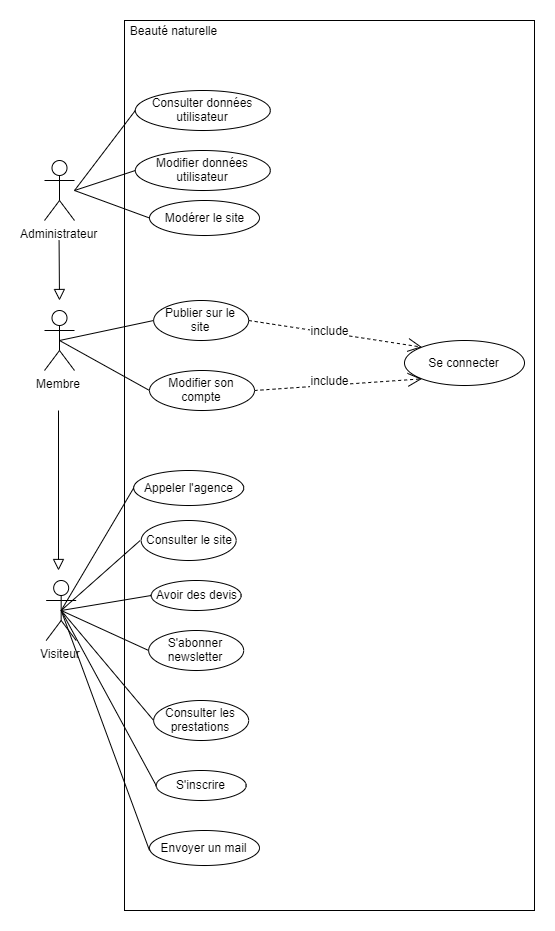 Beauté naturelle
Consulter données
utilisateur
Modifier données
utilisateur
Modérer le site
Administrateur
Publier sur le
site
include
Se connecter
Membre
Modifier son
compte
include
Appeler l'agence
Consulter le site
Avoir des devis
S'abonner
newsletter
Visiteur
Consulter les
prestations
S'inscrire
Envoyer un mail